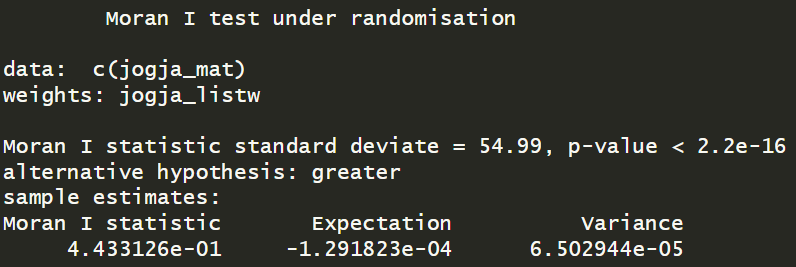 Moran I test under randomisation
data:  c(jogja_mat)
weights: jogja_listw
Moran I statistic standard deviate = 54.99, p-value < 2.2e-16
alternative hypothesis: greater
sample estimates:
Moran I statistic       Expectation          Variance
4.433126e-01     -1.291823e-04      6.502944e-05